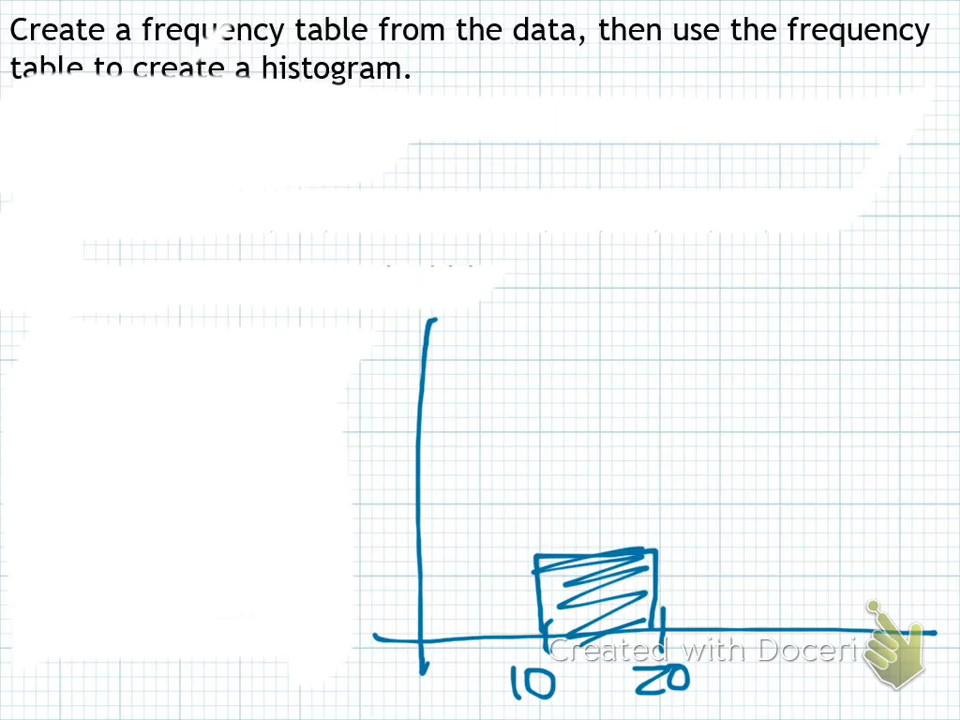 Create a frequency table from the data, then use the frequency
table to create a histogram.
Created with Doceri
10 20